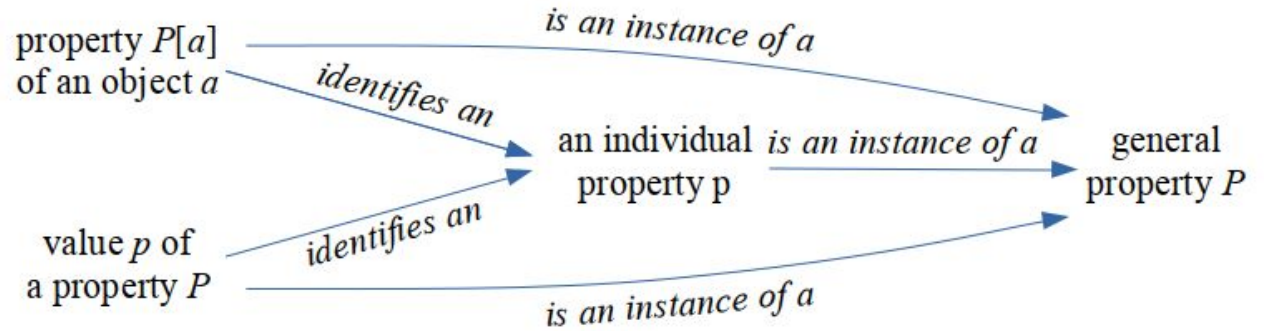 property P[a]
of an object a
is an instance of a
identifies an
an individual
property p
is an instance of a
general
property P
identifies an
value p of
a property P
is an instance of a